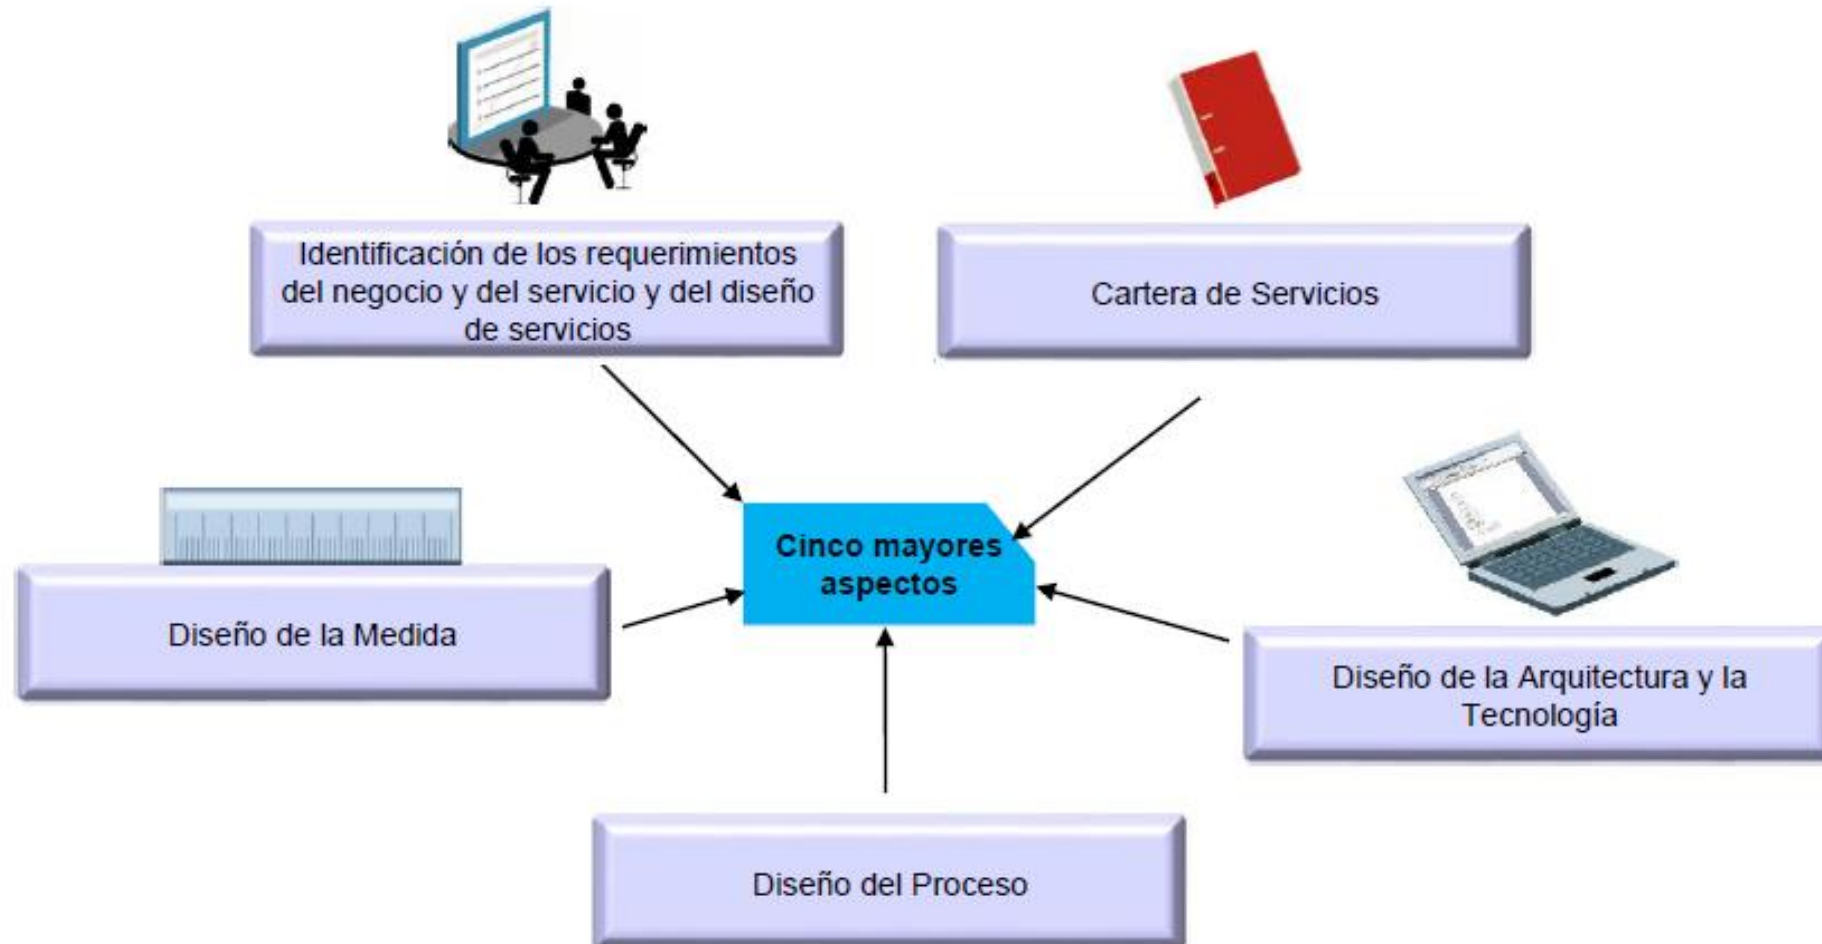 Identificación de los requerimientos
del negocio y del servicio y del diseño
de servicios
Cartera de Servicios
Cinco mayores
aspectos
Diseño de la Medida
Diseño de la Arquitectura y la
Tecnología
Diseño del Proceso